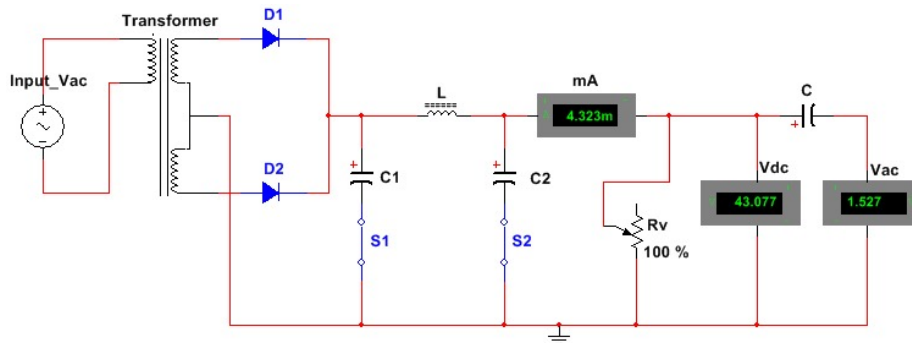 D1
Transformer
Input_Vac
L
mA
4.323m
C
D2
C1
C2
Vdc
Vac
43.077
1.527
S1
S2
Rv
100 %